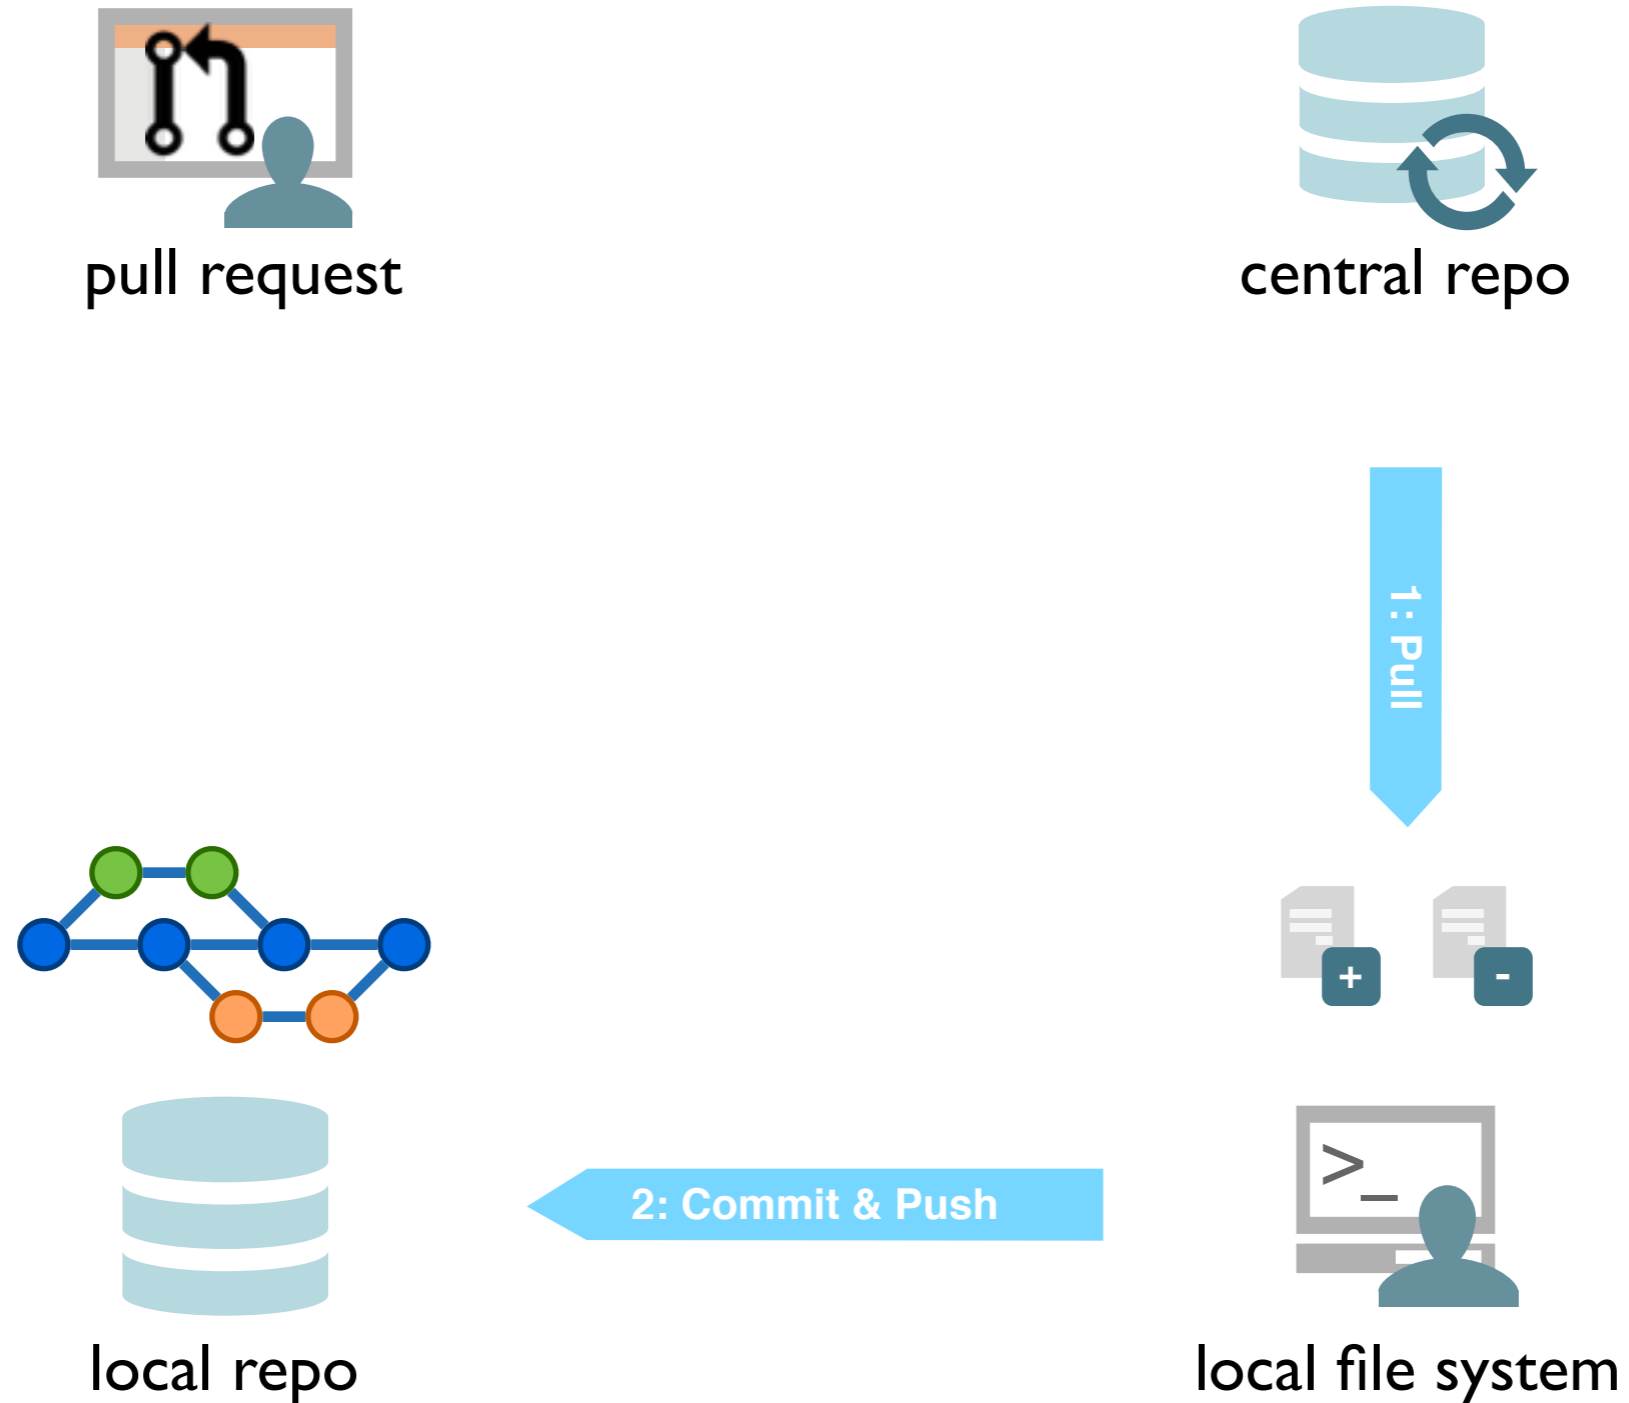 pull request
central repo
1: Pull
+
-
>_
2: Commit & Push
local repo
local file system